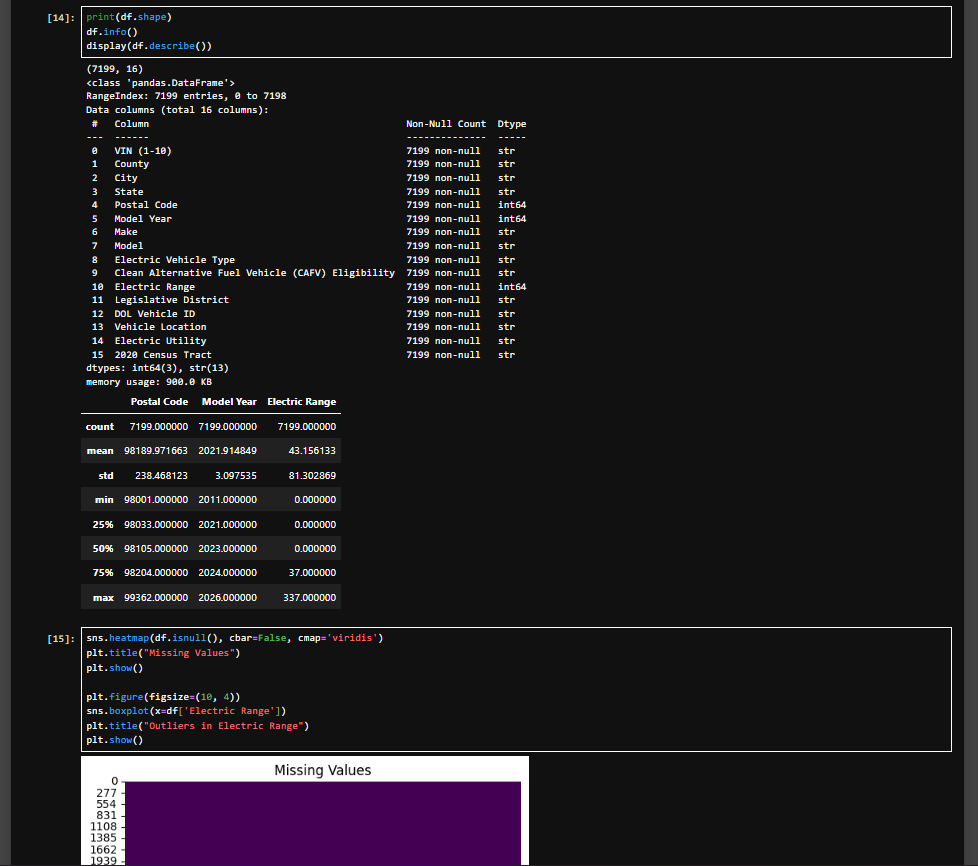 [14]: print(df.shape)
df.info()
display(df.describe())
(7199, 16)
<class 'pandas.DataFrame'>
RangeIndex: 7199 entries, 0 to 7198
Data columns (total 16 columns):
 #   Column                                             Non-Null Count  Dtype
---  ------                                             --------------  -----
 0   VIN (1-10)                                         7199 non-null   str
 1   County                                             7199 non-null   str
 2   City                                               7199 non-null   str
 3   State                                              7199 non-null   str
 4   Postal Code                                        7199 non-null   int64
 5   Model Year                                         7199 non-null   int64
 6   Make                                               7199 non-null   str
 7   Model                                              7199 non-null   str
 8   Electric Vehicle Type                              7199 non-null   str
 9   Clean Alternative Fuel Vehicle (CAFV) Eligibility  7199 non-null   str
 10  Electric Range                                     7199 non-null   int64
 11  Legislative District                               7199 non-null   str
 12  DOL Vehicle ID                                     7199 non-null   str
 13  Vehicle Location                                   7199 non-null   str
 14  Electric Utility                                   7199 non-null   str
 15  2020 Census Tract                                  7199 non-null   str
dtypes: int64(3), str(13)
memory usage: 900.0 KB
Postal Code Model Year Electric Range
count 7199.000000 7199.000000 7199.000000
mean 98189.971663 2021.914849 43.156133
std 238.468123 3.097535 81.302869
min 98001.000000 2011.000000 0.000000
25% 98033.000000 2021.000000 0.000000
50% 98105.000000 2023.000000 0.000000
75% 98204.000000 2024.000000 37.000000
max 99362.000000 2026.000000 337.000000
[15]: sns.heatmap(df.isnull(), cbar=False, cmap='viridis')
plt.title("Missing Values")
plt.show()
plt.figure(figsize=(10, 4))
sns.boxplot(x=df['Electric Range'])
plt.title("Outliers in Electric Range")
plt.show()
Missing Values
0
277
554
831
1108
1385
1662
1939